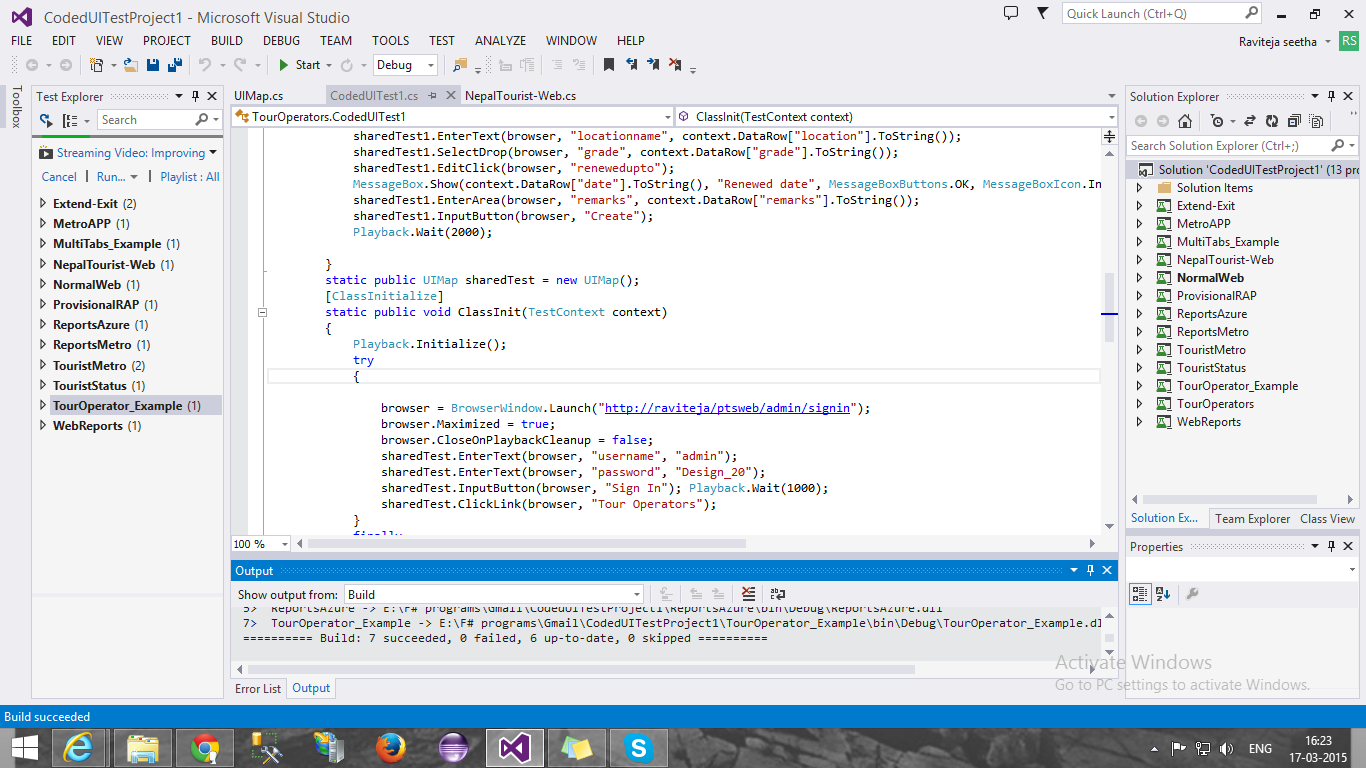 CodedUITestProject1 - Microsoft Visual Studio
Quick Launch (Ctrl+Q)
FILE EDIT VIEW PROJECT BUILD DEBUG TEAM TOOLS TEST ANALYZE WINDOW HELP
Raviteja seetha RS
Start Debug
Toolbox
Test Explorer
Search
Streaming Video: Improving
Cancel | Run... | Playlist : All
Extend-Exit (2)
MetroAPP (1)
MultiTabs_Example (1)
NepalTourist-Web (1)
NormalWeb (1)
ProvisionalRAP (1)
ReportsAzure (1)
ReportsMetro (1)
TouristMetro (2)
TouristStatus (1)
TourOperator_Example (1)
WebReports (1)
UIMap.cs CodedUITest1.cs NepalTourist-Web.cs
TourOperators.CodedUITest1 ClassInit(TestContext context)
sharedTest1.EnterText(browser, "locationname", context.DataRow["location"].ToString());
sharedTest1.SelectDrop(browser, "grade", context.DataRow["grade"].ToString());
sharedTest1.EditClick(browser, "renewedupto");
MessageBox.Show(context.DataRow["date"].ToString(), "Renewed date", MessageBoxButtons.OK, MessageBoxIcon.In
sharedTest1.EnterArea(browser, "remarks", context.DataRow["remarks"].ToString());
sharedTest1.InputButton(browser, "Create");
Playback.Wait(2000);
}
static public UIMap sharedTest = new UIMap();
[ClassInitialize]
static public void ClassInit(TestContext context)
{
Playback.Initialize();
try
{
browser = BrowserWindow.Launch("http://raviteja/ptsweb/admin/signin");
browser.Maximized = true;
browser.CloseOnPlaybackCleanup = false;
sharedTest.EnterText(browser, "username", "admin");
sharedTest.EnterText(browser, "password", "Design_20");
sharedTest.InputButton(browser, "Sign In"); Playback.Wait(1000);
sharedTest.ClickLink(browser, "Tour Operators");
}
finally
100 %
Output
Show output from: Build
5> ReportsAzure -> E:\F# programs\Gmail\CodedUITestProject1\ReportsAzure\bin\Debug\ReportsAzure.dll
7> TourOperator_Example -> E:\F# programs\Gmail\CodedUITestProject1\TourOperator_Example\bin\Debug\TourOperator_Example.dl
========== Build: 7 succeeded, 0 failed, 6 up-to-date, 0 skipped ==========
Error List Output
Solution Explorer
Search Solution Explorer (Ctrl+;)
Solution 'CodedUITestProject1' (13 pro
Solution Items
Extend-Exit
MetroAPP
MultiTabs_Example
NepalTourist-Web
NormalWeb
ProvisionalRAP
ReportsAzure
ReportsMetro
TouristMetro
TouristStatus
TourOperator_Example
TourOperators
WebReports
Solution Ex... Team Explorer Class View
Properties
Activate Windows
Go to PC settings to activate Windows.
Build succeeded
ENG
16:23
17-03-2015